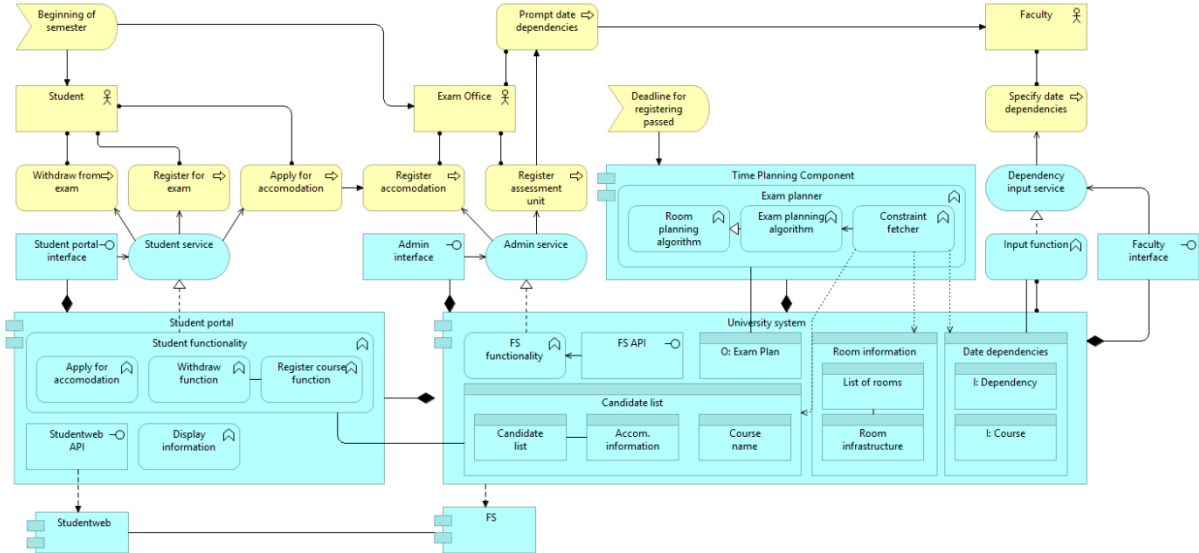 Beginning of
semester
Prompt date
dependencies
Faculty
Student
Exam Office
Deadline for
registering
passed
Specify date
dependencies
Withdraw from
exam
Register for
exam
Apply for
accomodation
Register
accomodation
Register
assessment
unit
Time Planning Component
Exam planner
Room
planning
algorithm
Exam planning
algorithm
Constraint
fetcher
Dependency
input service
Student portal
interface
Student service
Admin
interface
Admin service
Input function
Faculty
interface
Student portal
Student functionality
Apply for
accomodation
Withdraw
function
Register course
function
Studentweb
API
Display
information
University system
FS
functionality
FS API
O: Exam Plan
Room information
List of rooms
Room
infrastructure
Date dependencies
I: Dependency
I: Course
Candidate list
Candidate
list
Accom.
information
Course
name
Studentweb
FS